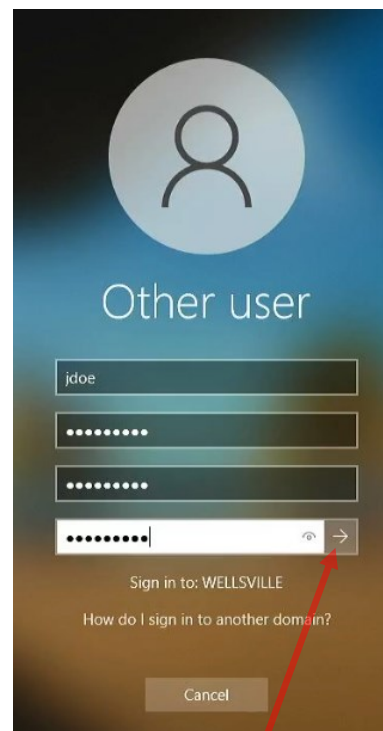 Other user
jdoe
•••••••••
•••••••••
•••••••••
Sign in to: WELLSVILLE
How do I sign in to another domain?
Cancel